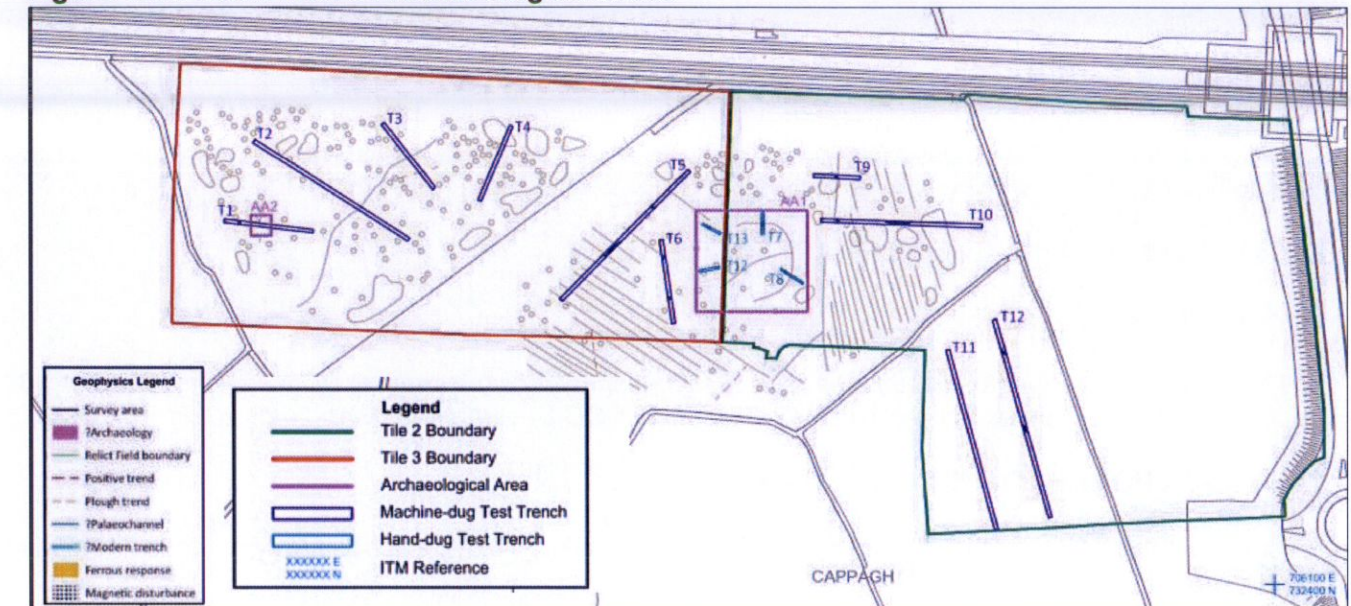 T2
T3
T4
T1
AA2
T5
T6
T9
AA1
T10
T13
T7
T12
T8
T11
T12
Geophysics Legend
Survey area
?Archaeology
Relict Field boundary
Positive trend
Plough trend
?Palaeochannel
?Modern trench
Ferrous response
Magnetic disturbance
Legend
Tile 2 Boundary
Tile 3 Boundary
Archaeological Area
Machine-dug Test Trench
Hand-dug Test Trench
XXXXXX E
XXXXXX N
ITM Reference
CAPPAGH
706100 E
732400 N